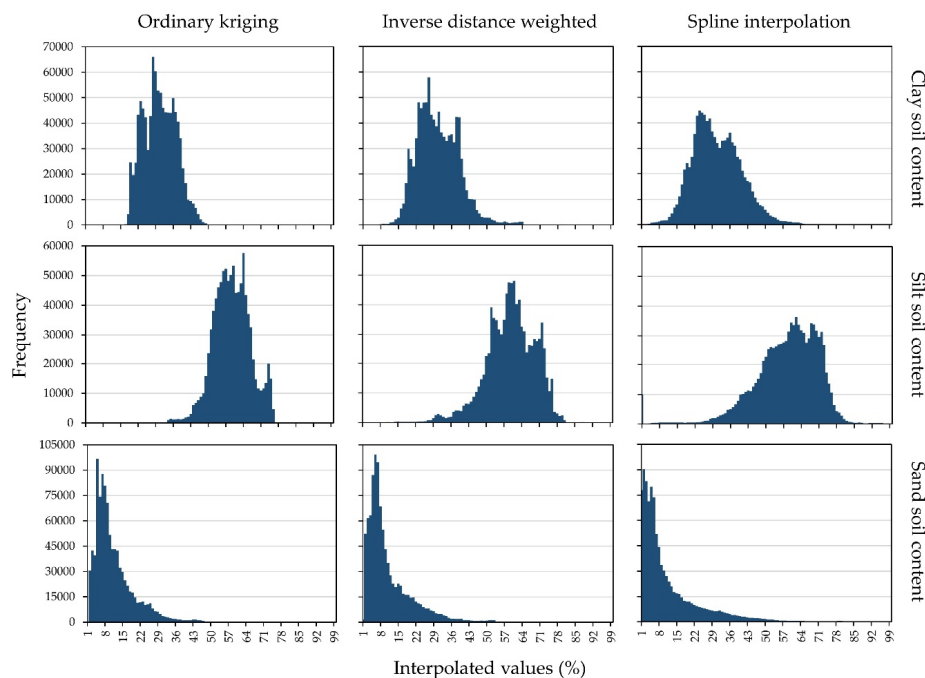 Ordinary kriging
Inverse distance weighted
Spline interpolation
70000
60000
50000
40000
30000
20000
10000
0
Clay soil content
60000
50000
40000
30000
20000
10000
0
Silt soil content
Frequency
105000
90000
75000
60000
45000
30000
15000
0
Sand soil content
1 8 15 22 29 36 43 50 57 64 71 78 85 92 99
1 8 15 22 29 36 43 50 57 64 71 78 85 92 99
1 8 15 22 29 36 43 50 57 64 71 78 85 92 99
Interpolated values (%)